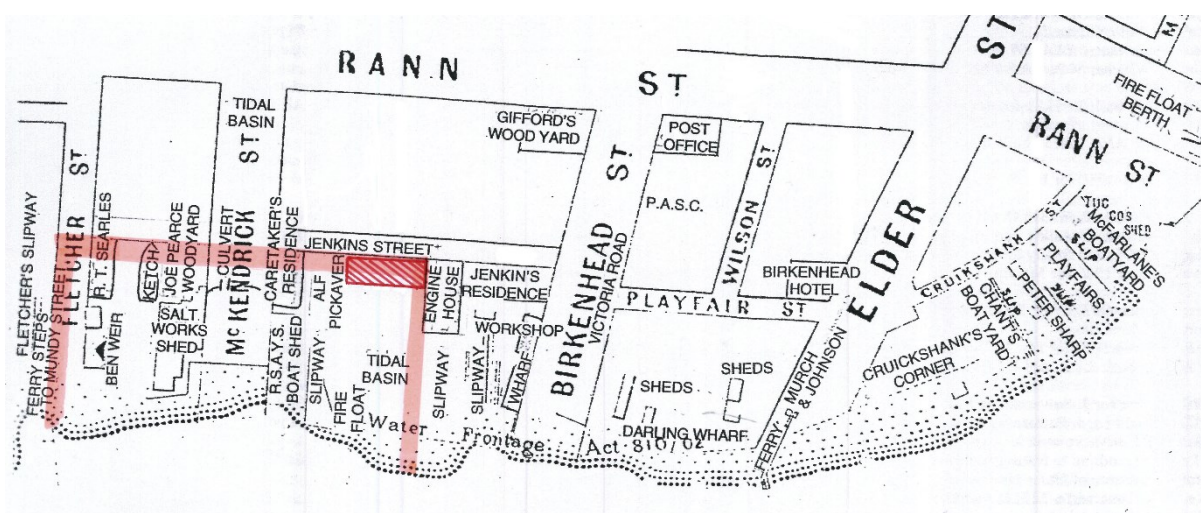 RANN
ST
ST
M
FIRE FLOAT
BERTH
RANN ST
TIDAL
BASIN
GIFFORD'S
WOOD YARD
POST
OFFICE
FLETCHER'S SLIPWAY
FERRY STEPS
TO MUNDY STREET
FLETCHER
ST
R. T. SEARLES
BEN WEIR
KETCH
JOE PEARCE
WOODYARD
SALT
WORKS
SHED
McKENDRICK
ST
CULVERT
CARETAKER'S
RESIDENCE
R.S.A.Y.S.
BOAT SHED
JENKINS STREET
ALF
PICKAVER
SLIPWAY
FIRE
FLOAT
TIDAL
BASIN
ENGINE
HOUSE
JENKIN'S
RESIDENCE
SLIPWAY
SLIPWAY
WORKSHOP
WHARF
Water Frontage Act 810/02
BIRKENHEAD
ST
VICTORIA ROAD
P.A.S.C.
WILSON
ST
PLAYFAIR ST
BIRKENHEAD
HOTEL
ELDER
SHEDS
SHEDS
DARLING WHARF
FERRY
MURCH
& JOHNSON
CRUIKSHANK ST
CRUICKSHANK'S
CORNER
CHANT'S
BOAT YARD
SLIP
PETER SHARP
SLIP
PLAYFAIRS
SLIP
McFARLANE'S
BOATYARD
TUG
CO'S
SHED